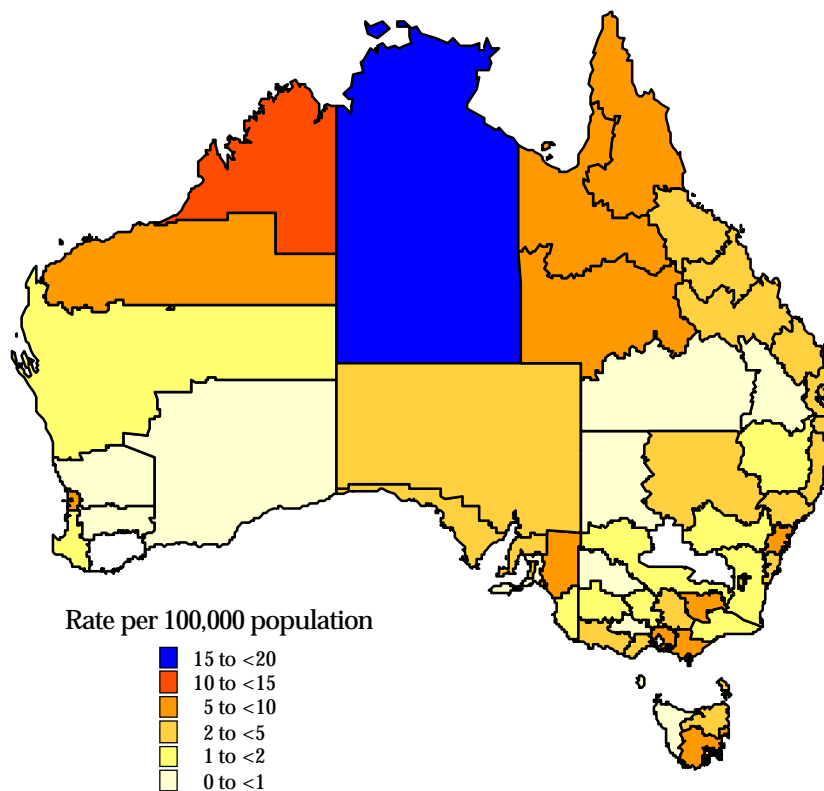 Rate per 100,000 population
15 to <20
10 to <15
5 to <10
2 to <5
1 to <2
0 to <1